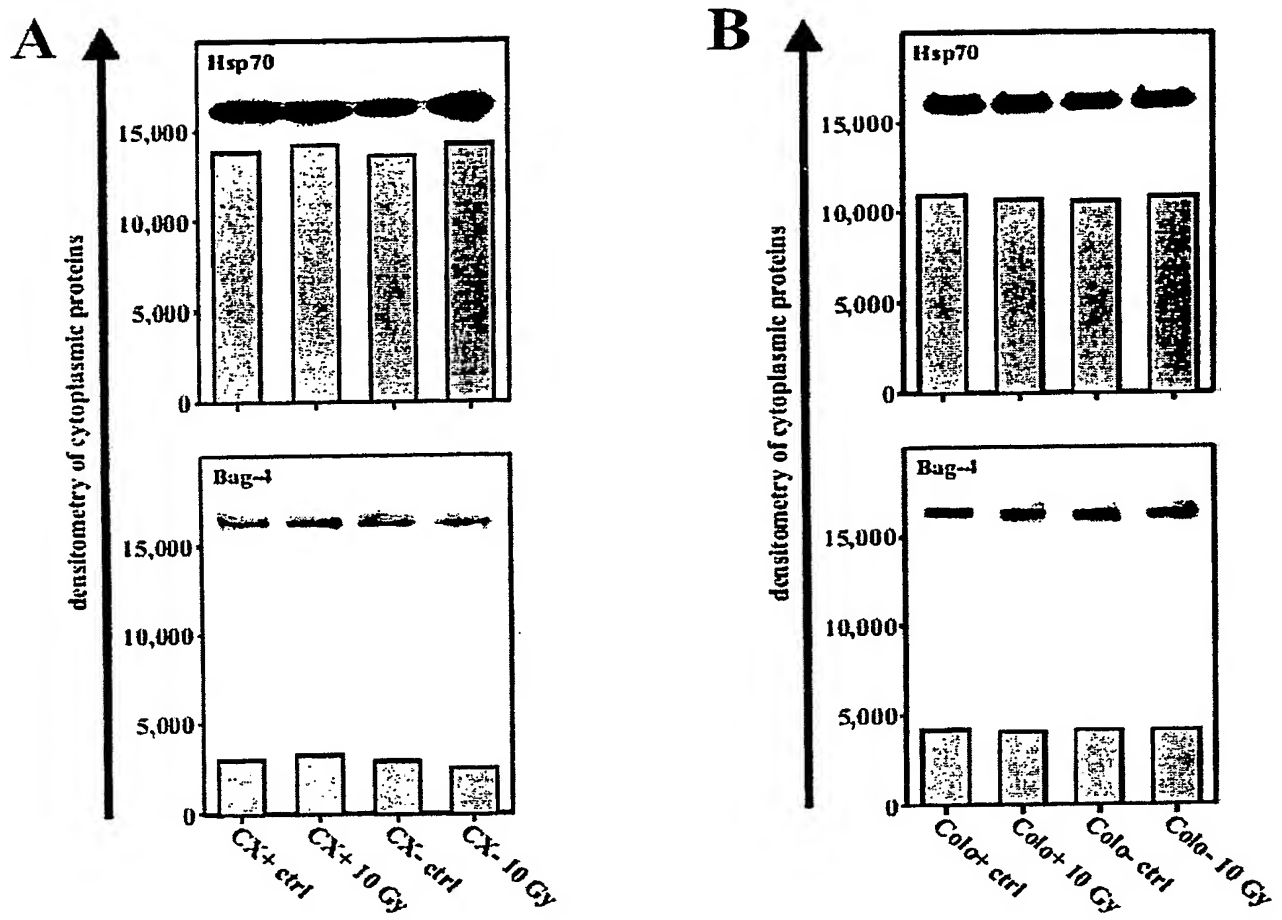 A
densitometry of cytoplasmic proteins
Hsp70
15,000
10,000
5,000
0
Bag-4
15,000
10,000
5,000
0
CX+ ctrl
CX+ 10 Gy
CX- ctrl
CX- 10 Gy
B
densitometry of cytoplasmic proteins
Hsp70
15,000
10,000
5,000
0
Bag-4
15,000
10,000
5,000
0
Colo+ ctrl
Colo+ 10 Gy
Colo- ctrl
Colo- 10 Gy